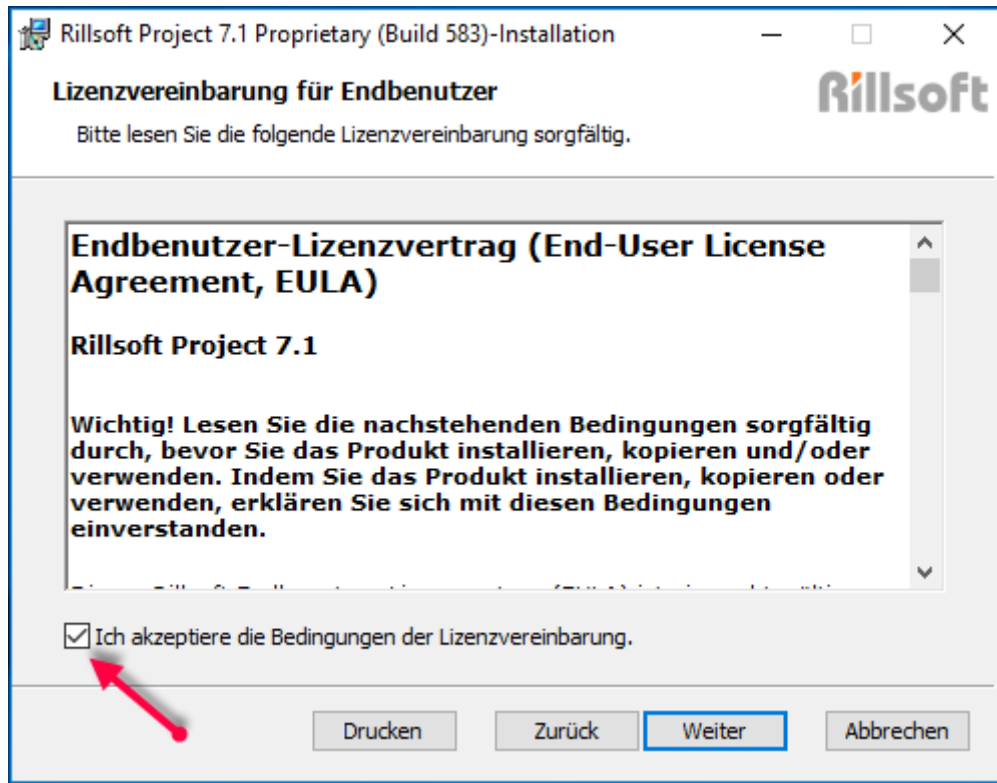 Rillsoft Project 7.1 Proprietary (Build 583)-Installation
Lizenzvereinbarung für Endbenutzer
Rillsoft
Bitte lesen Sie die folgende Lizenzvereinbarung sorgfältig.
Endbenutzer-Lizenzvertrag (End-User License
Agreement, EULA)
Rillsoft Project 7.1
Wichtig! Lesen Sie die nachstehenden Bedingungen sorgfältig
durch, bevor Sie das Produkt installieren, kopieren und/oder
verwenden. Indem Sie das Produkt installieren, kopieren oder
verwenden, erklären Sie sich mit diesen Bedingungen
einverstanden.
Ich akzeptiere die Bedingungen der Lizenzvereinbarung.
Drucken Zurück Weiter Abbrechen